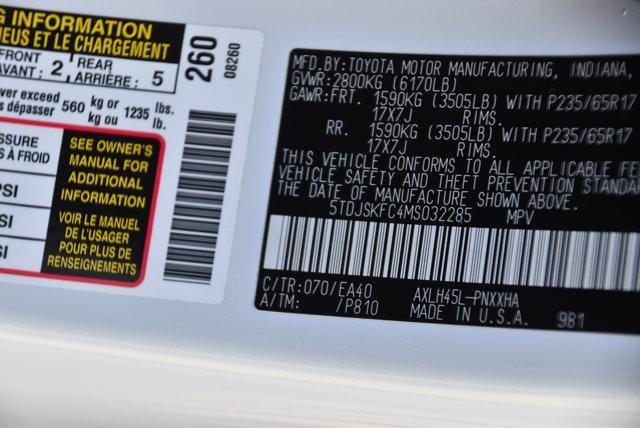 G INFORMATION
NEUS ET LE CHARGEMENT
FRONT
AVANT : 2 REAR
ARRIÈRE : 5
ver exceed
s dépasser 560 kg or
kg ou 1235 lbs.
lb.
260
08260
SSURE
S À FROID
PSI
SI
SEE OWNER'S
MANUAL FOR
ADDITIONAL
INFORMATION
VOIR LE MANUEL
DE L'USAGER
POUR PLUS DE
RENSEIGNEMENTS
MFD. BY: TOYOTA MOTOR MANUFACTURING, INDIANA,
GVWR: 2800KG (6170LB)
GAWR: FRT. 1590KG (3505LB) WITH P235/65R17
17X7J RIMS.
RR. 1590KG (3505LB) WITH P235/65R17
17X7J RIMS.
THIS VEHICLE CONFORMS TO ALL APPLICABLE FE
VEHICLE SAFETY AND THEFT PREVENTION STANDA
THE DATE OF MANUFACTURE SHOWN ABOVE.
5TDJSKFC4MS032285 MPV
C/TR: 070/EA40 AXLH45L-PNXXHA
A/TM: /P810 MADE IN U.S.A. 981